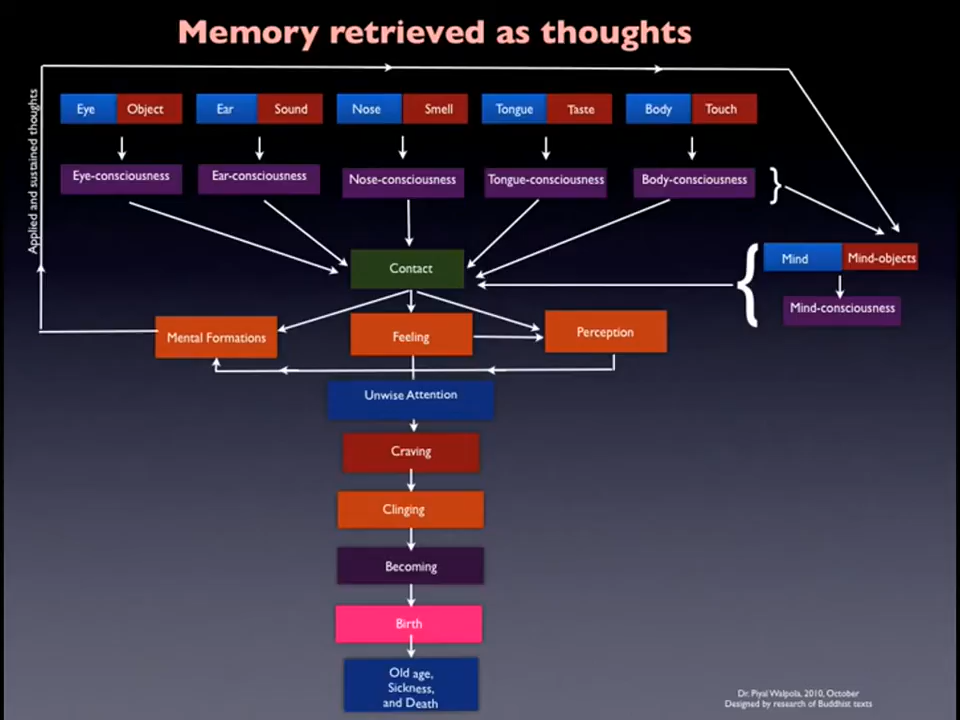 Memory retrieved as thoughts
Applied and sustained thoughts
Eye Object Ear Sound Nose Smell Tongue Taste Body Touch
Eye-consciousness Ear-consciousness Nose-consciousness Tongue-consciousness Body-consciousness }
Contact { Mind Mind-objects
Mind-consciousness
Mental Formations Feeling Perception
Unwise Attention
Craving
Clinging
Becoming
Birth
Old age,
Sickness,
and Death
Dr. Piyal Walpola, 2010, October
Designed by research of Buddhist texts